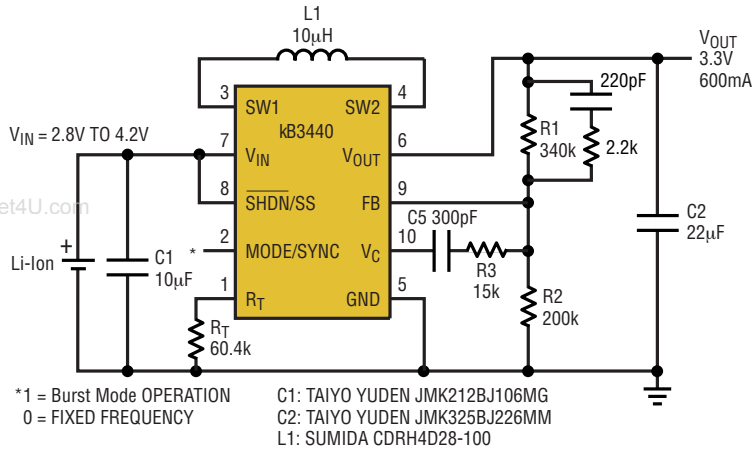 L1
10µH
VOUT
3.3V
600mA
3
4
SW1
SW2
220pF
kB3440
R1
340k
2.2k
VIN = 2.8V TO 4.2V
7
6
VIN
VOUT
8
9
SHDN/SS
FB
et4U.com
C5 300pF
C2
22µF
*
2
10
MODE/SYNC
VC
+
Li-Ion
C1
10µF
R3
15k
1
5
RT
GND
R2
200k
RT
60.4k
*1 = Burst Mode OPERATION
0 = FIXED FREQUENCY
C1: TAIYO YUDEN JMK212BJ106MG
C2: TAIYO YUDEN JMK325BJ226MM
L1: SUMIDA CDRH4D28-100